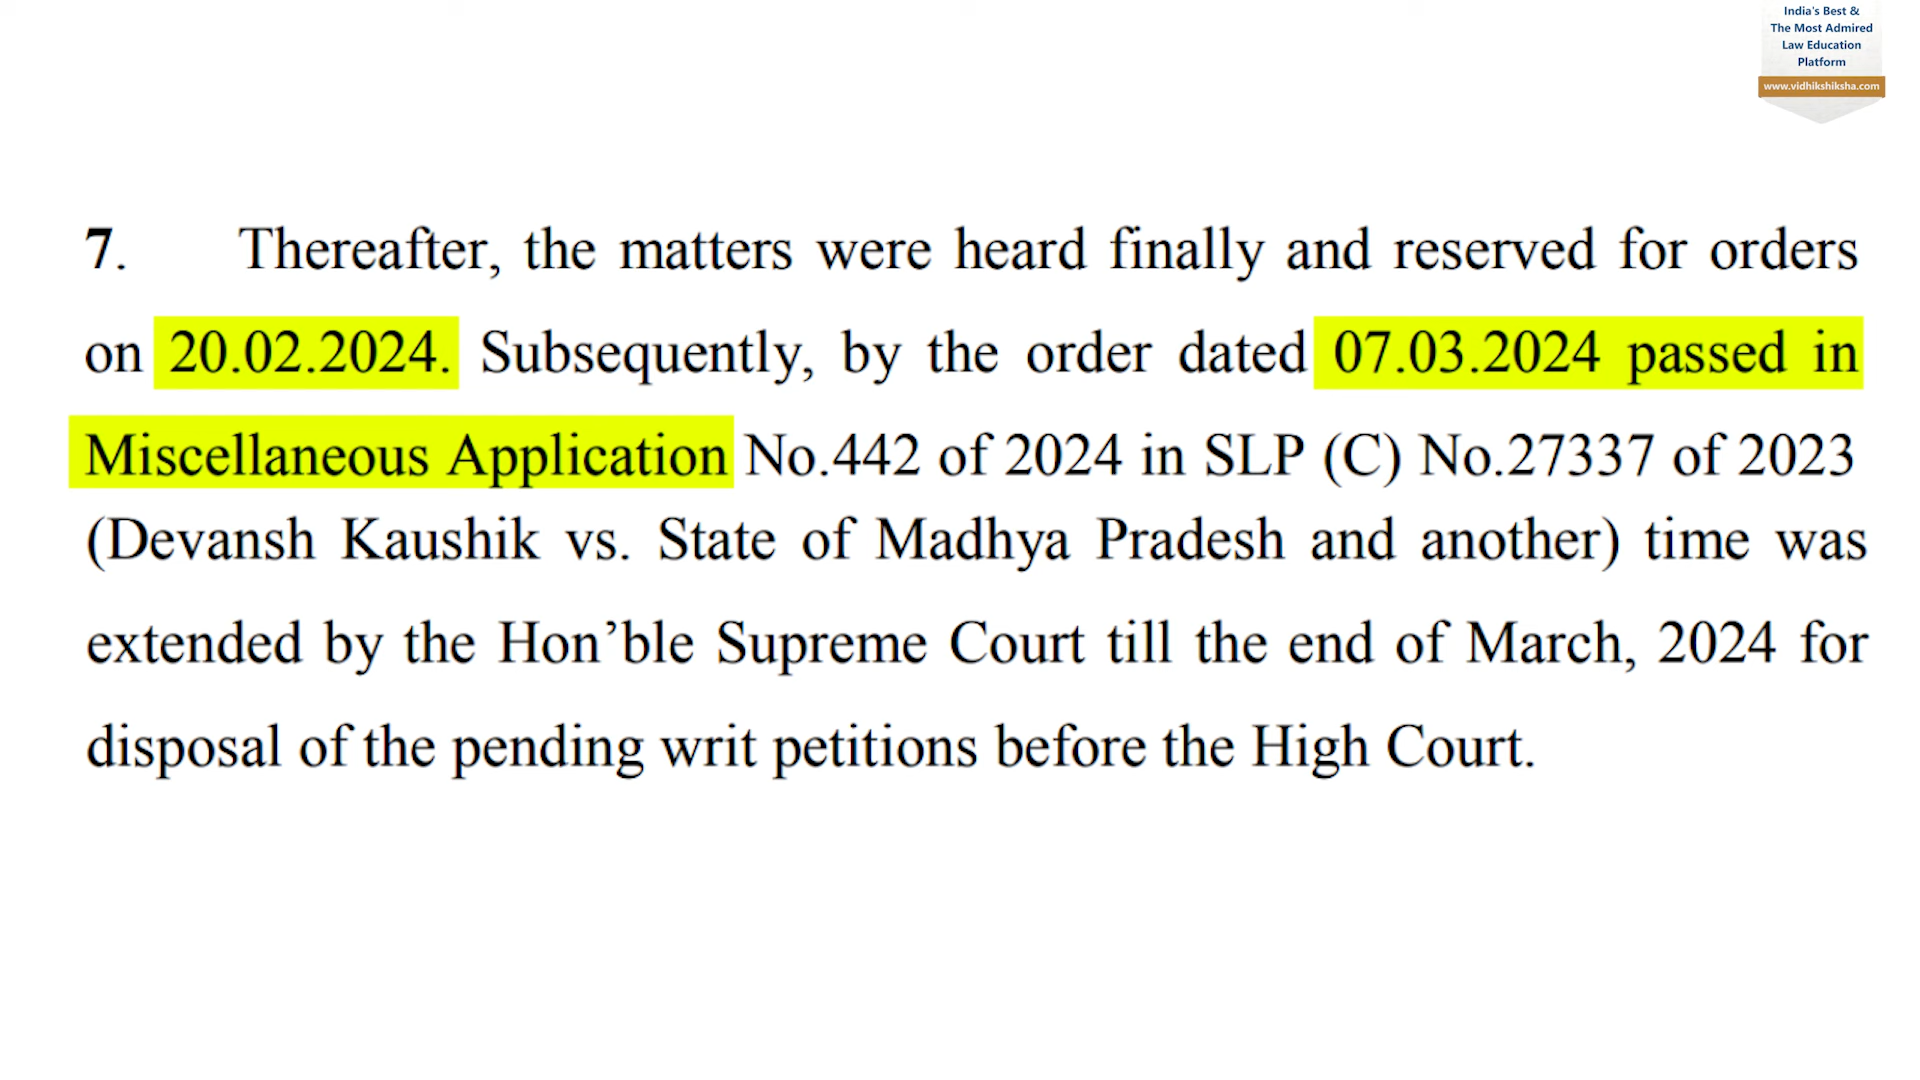 India's Best &
The Most Admired
Law Education
Platform
www.vidhikshiksha.com
7. Thereafter, the matters were heard finally and reserved for orders
on 20.02.2024. Subsequently, by the order dated 07.03.2024 passed in
Miscellaneous Application No.442 of 2024 in SLP (C) No.27337 of 2023
(Devansh Kaushik vs. State of Madhya Pradesh and another) time was
extended by the Hon’ble Supreme Court till the end of March, 2024 for
disposal of the pending writ petitions before the High Court.